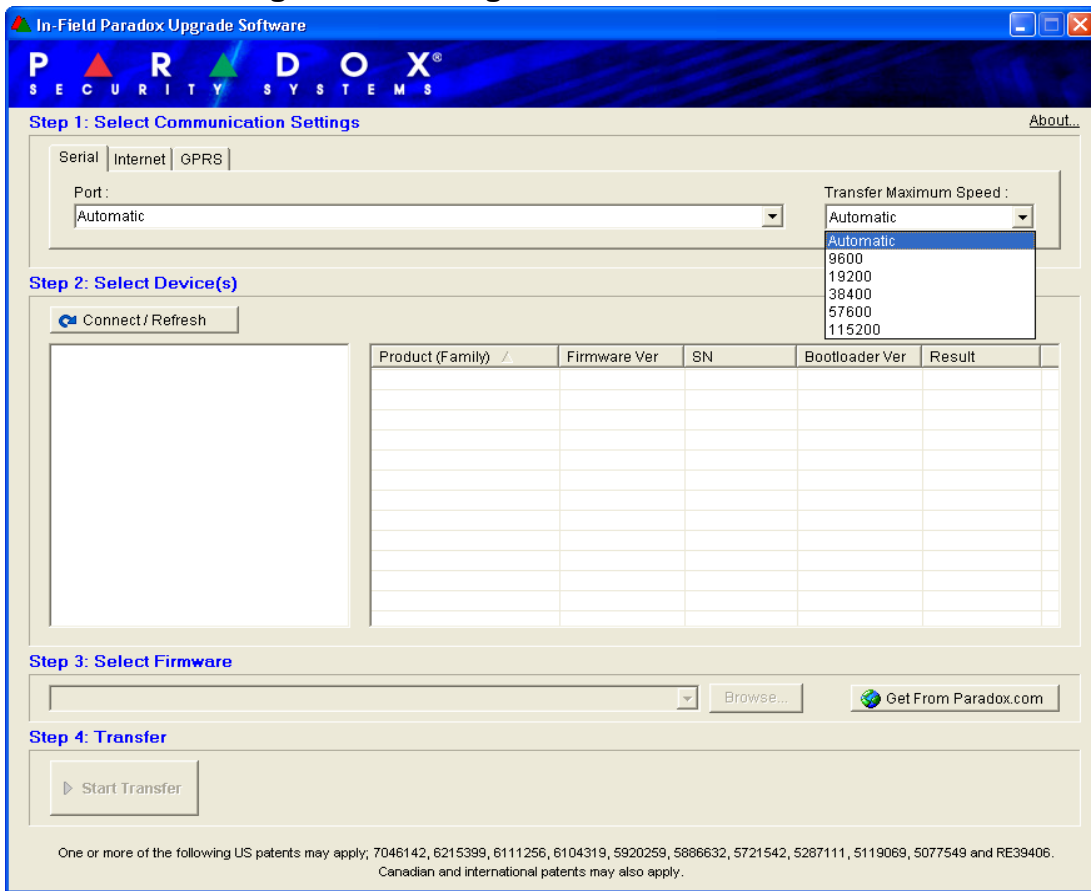 In-Field Paradox Upgrade Software
PARADOX®
SECURITY SYSTEMS
Step 1: Select Communication Settings
About...
Serial Internet GPRS
Port :
Transfer Maximum Speed :
Automatic
Automatic
Automatic
9600
19200
38400
57600
115200
Step 2: Select Device(s)
Connect / Refresh
Product (Family) Firmware Ver SN Bootloader Ver Result
Step 3: Select Firmware
Browse...
Get From Paradox.com
Step 4: Transfer
Start Transfer
One or more of the following US patents may apply; 7046142, 6215399, 6111256, 6104319, 5920259, 5886632, 5721542, 5287111, 5119069, 5077549 and RE39406.
Canadian and international patents may also apply.